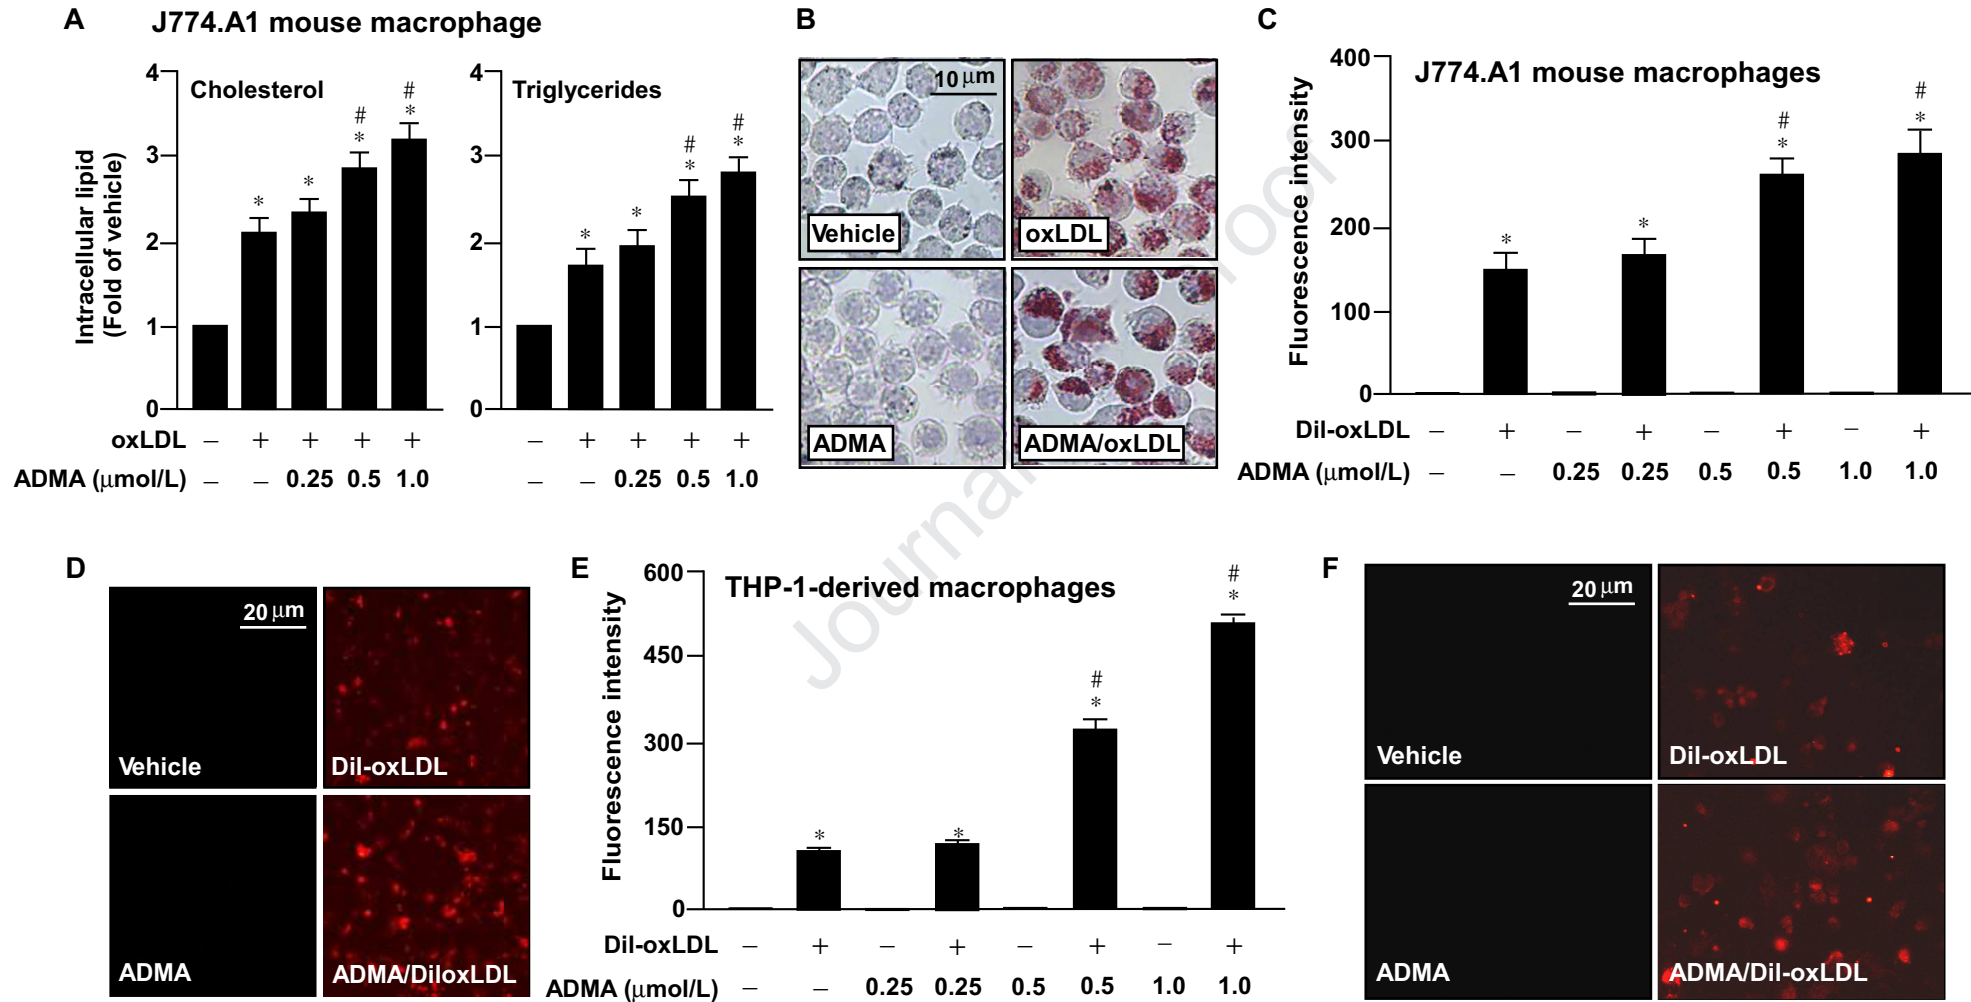 A J774.A1 mouse macrophage
Cholesterol
Triglycerides
Intracellular lipid
(Fold of vehicle)
4
3
2
1
0
4
3
2
1
0
* * # * # *
* * # * # *
oxLDL − + + + + − + + + +
ADMA (μmol/L) − − 0.25 0.5 1.0 − − 0.25 0.5 1.0
B
10 μm
Vehicle
oxLDL
ADMA
ADMA/oxLDL
C
J774.A1 mouse macrophages
Fluorescence intensity
400
300
200
100
0
* * # * # *
Dil-oxLDL − + − + − + − +
ADMA (μmol/L) − − 0.25 0.25 0.5 0.5 1.0 1.0
D
20 μm
Vehicle
Dil-oxLDL
ADMA
ADMA/DiloxLDL
E
THP-1-derived macrophages
Fluorescence intensity
600
450
300
150
0
* * # * # *
Dil-oxLDL − + − + − + − +
ADMA (μmol/L) − − 0.25 0.25 0.5 0.5 1.0 1.0
F
20 μm
Vehicle
Dil-oxLDL
ADMA
ADMA/Dil-oxLDL
Journal